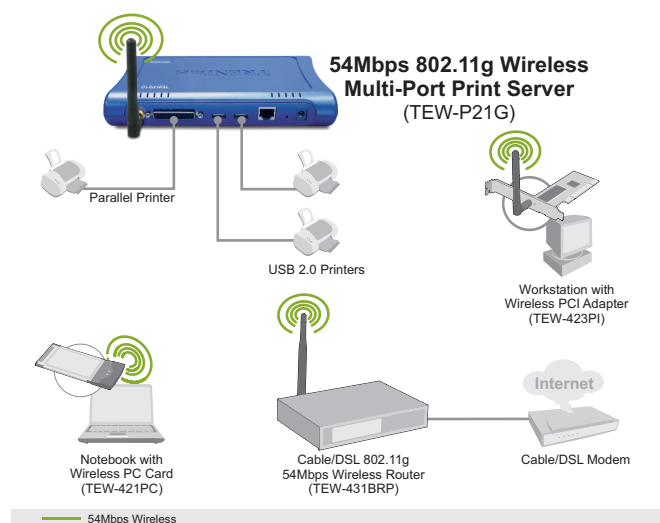 TRENDnet
54Mbps 802.11g Wireless
Multi-Port Print Server
(TEW-P21G)
Parallel Printer
USB 2.0 Printers
Workstation with
Wireless PCI Adapter
(TEW-423PI)
Internet
Notebook with
Wireless PC Card
(TEW-421PC)
Cable/DSL 802.11g
54Mbps Wireless Router
(TEW-431BRP)
Cable/DSL Modem
54Mbps Wireless